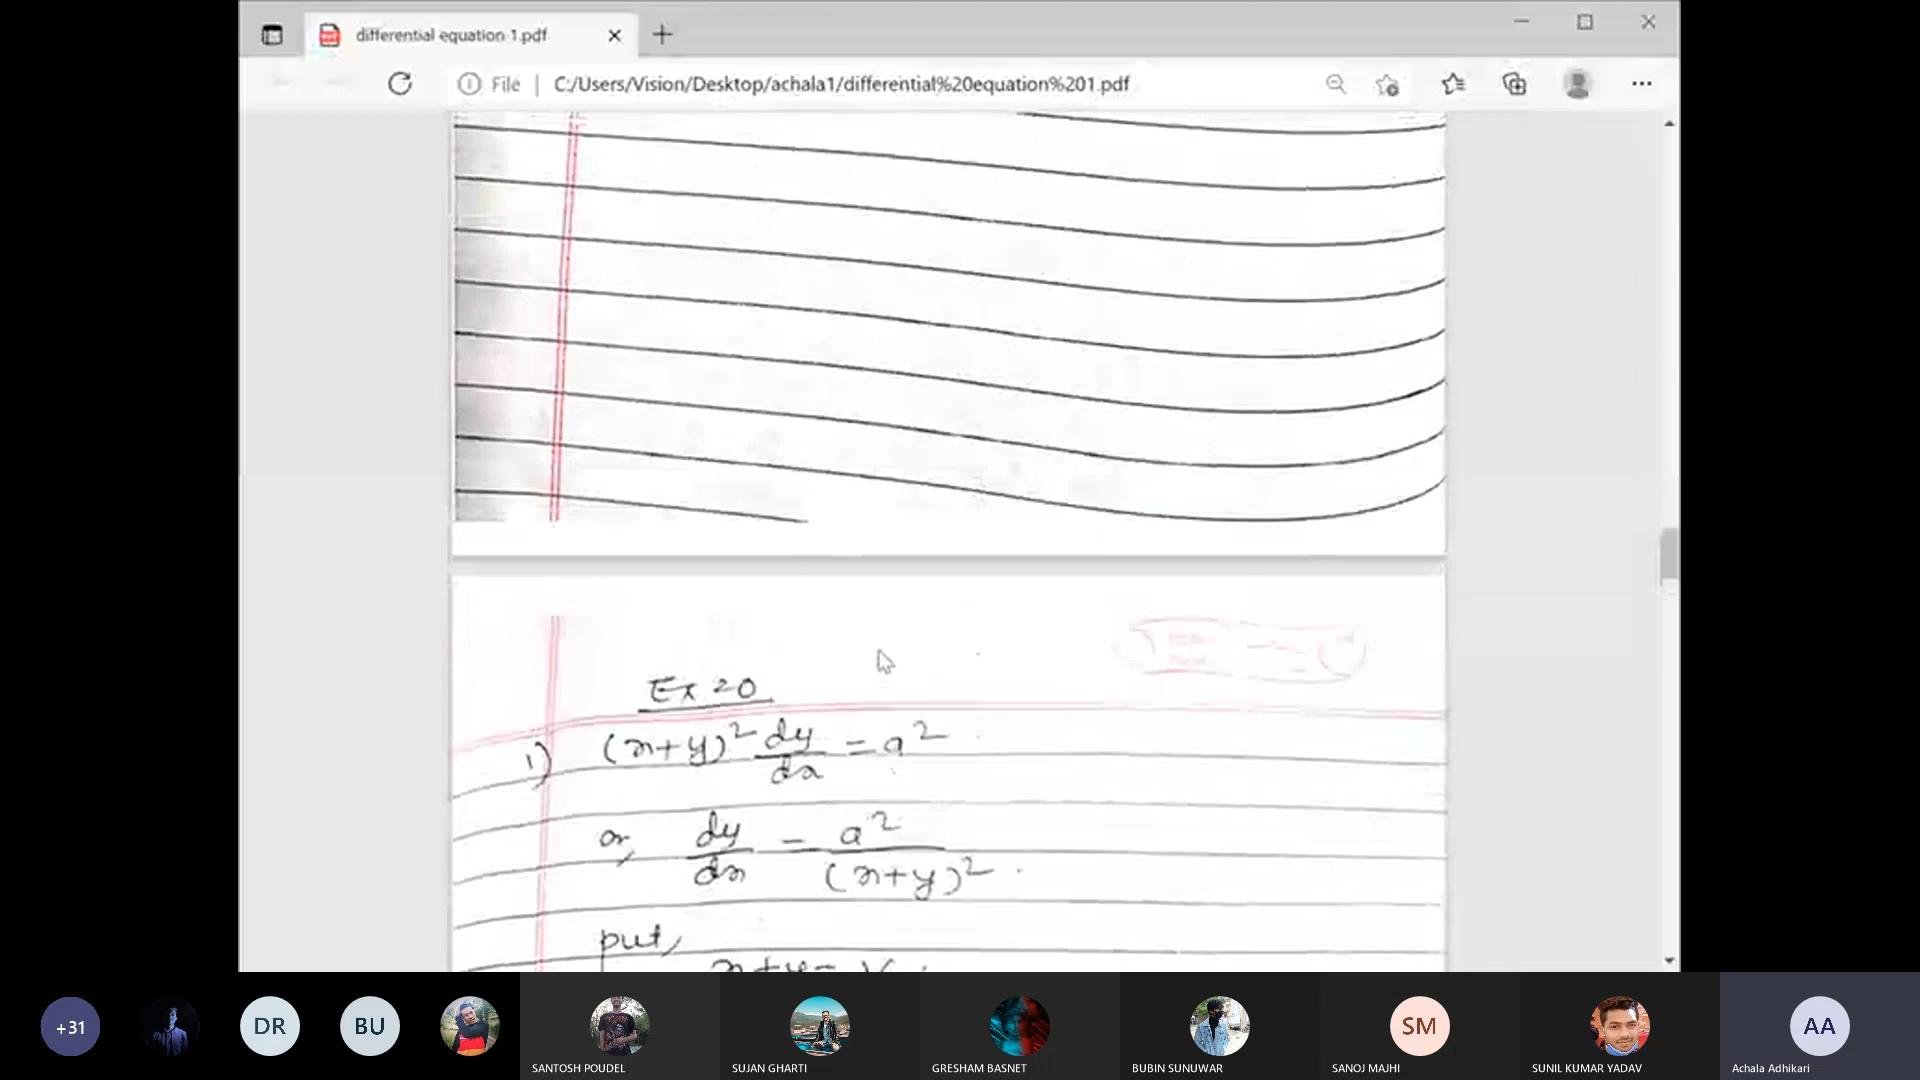 differential equation 1.pdf
File | C:/Users/Vision/Desktop/achala1/differential%20equation%201.pdf
Ex 20
1) (x+y)² dy/dx = a²
or, dy/dx = a²/(x+y)².
put,
x+y = V
+31
DR
BU
SM
AA
SANTOSH POUDEL
SUJAN GHARTI
GRESHAM BASNET
BUBIN SUNUWAR
SANOJ MAJHI
SUNIL KUMAR YADAV
Achala Adhikari